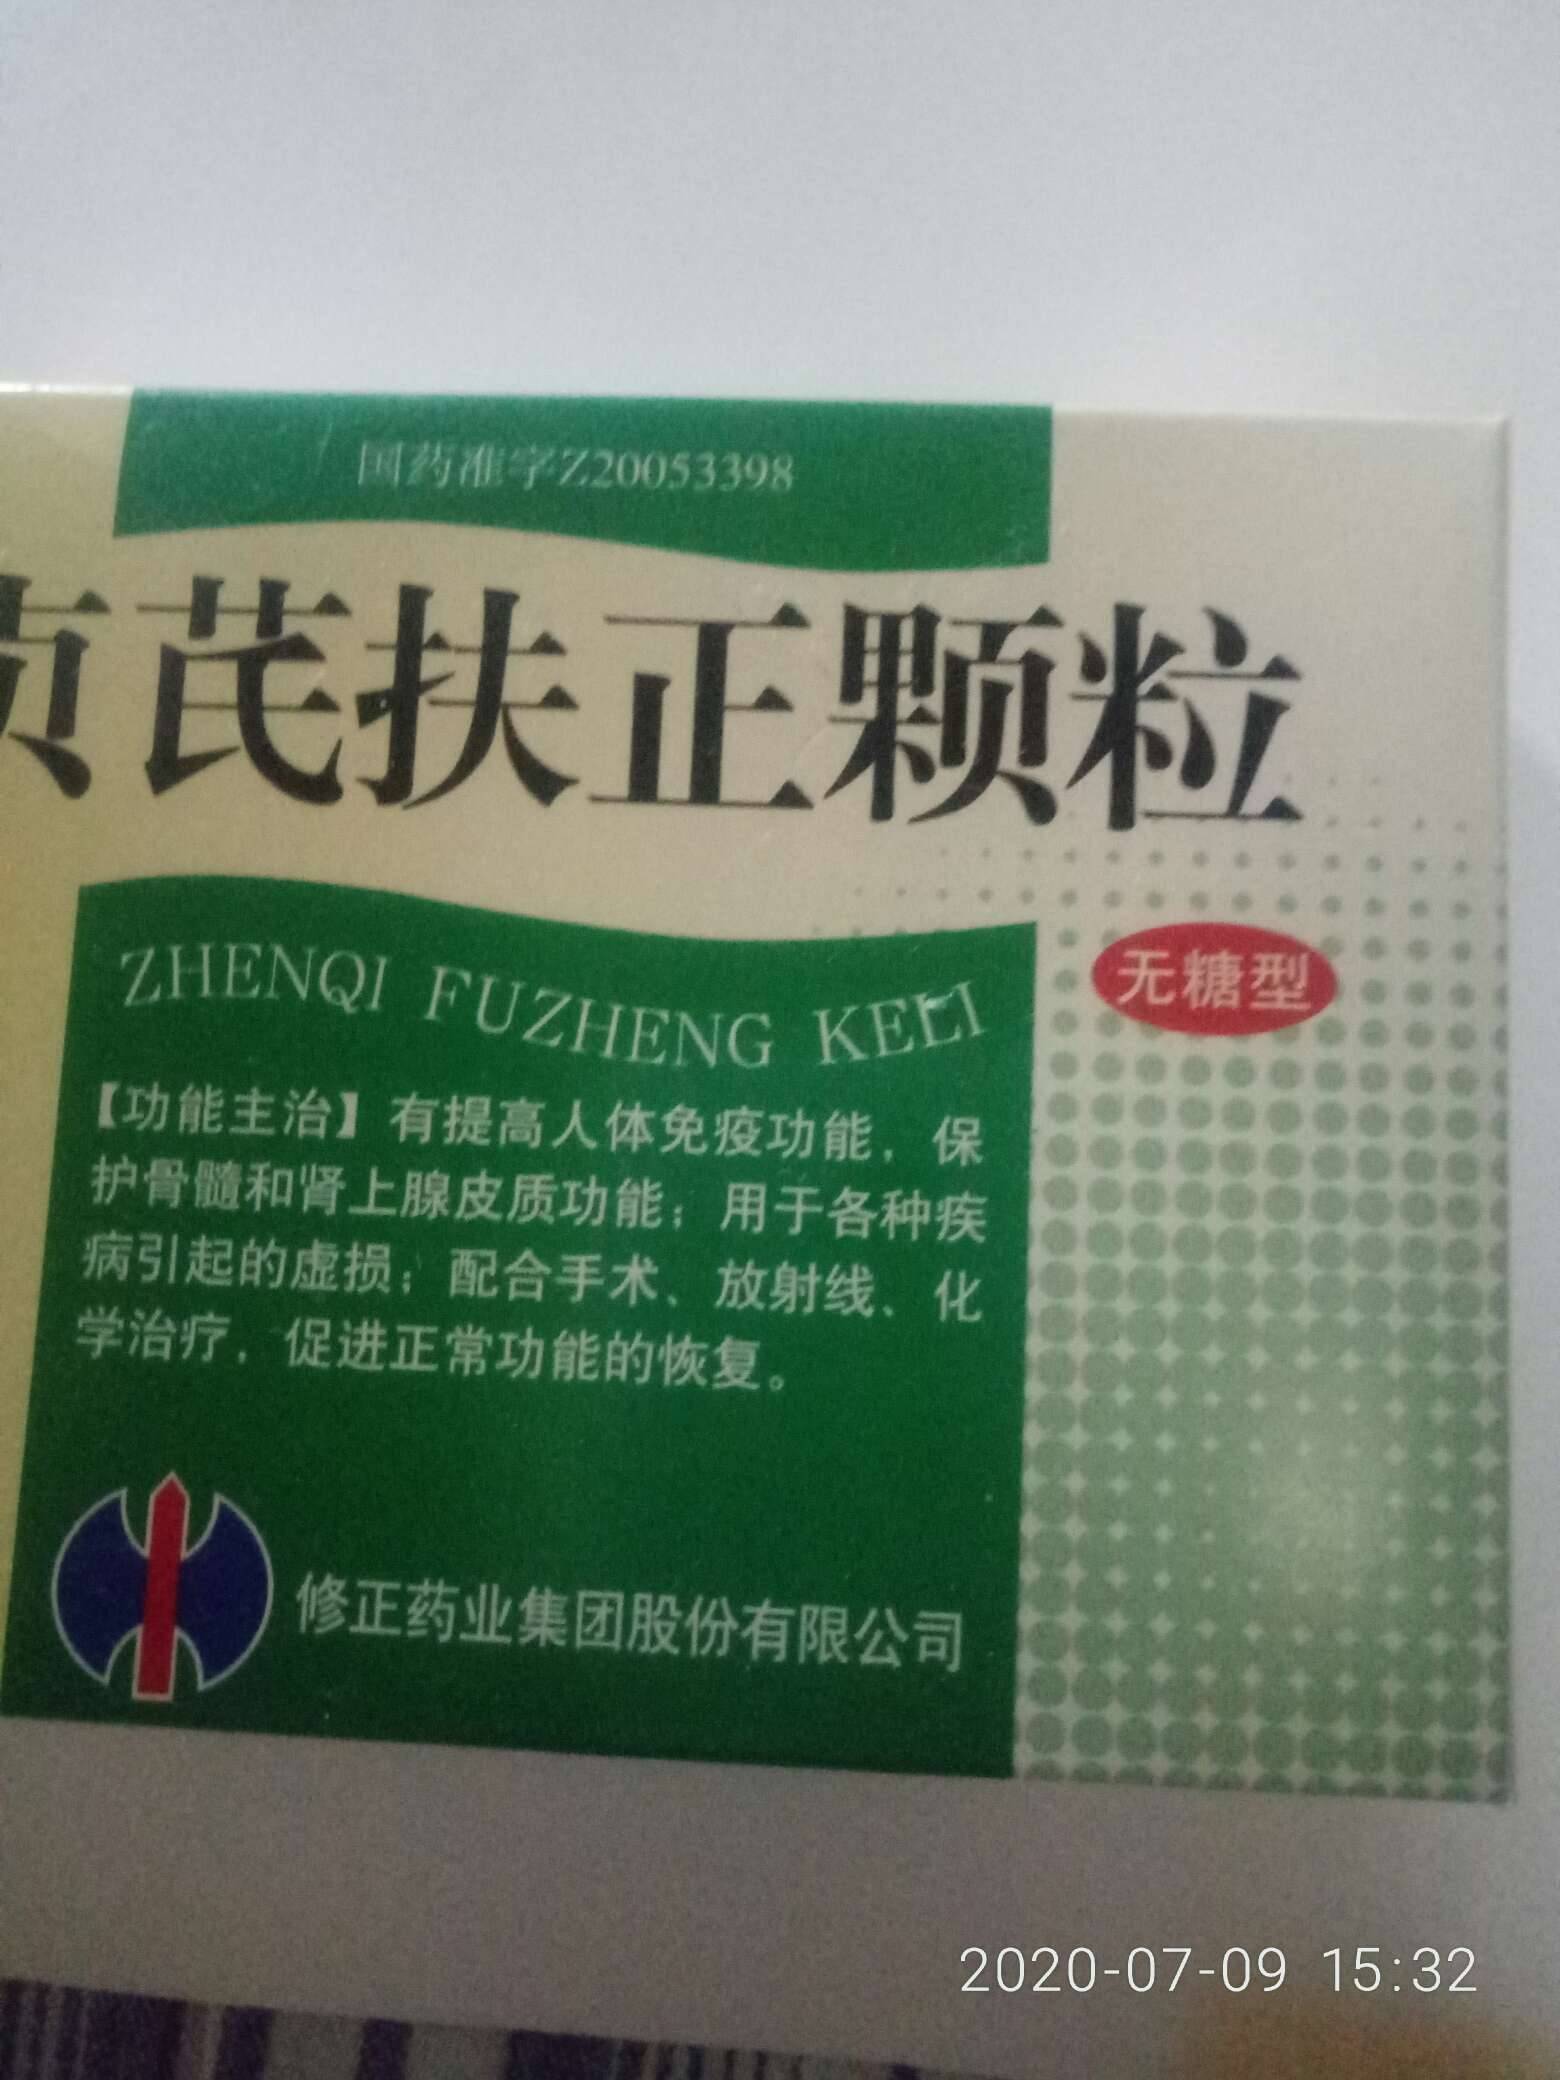 国药准字Z20053398
贞芪扶正颗粒
ZHENQI FUZHENG KELI
无糖型
【功能主治】有提高人体免疫功能，保
护骨髓和肾上腺皮质功能；用于各种疾
病引起的虚损；配合手术、放射线、化
学治疗，促进正常功能的恢复。
修正药业集团股份有限公司
2020-07-09 15:32